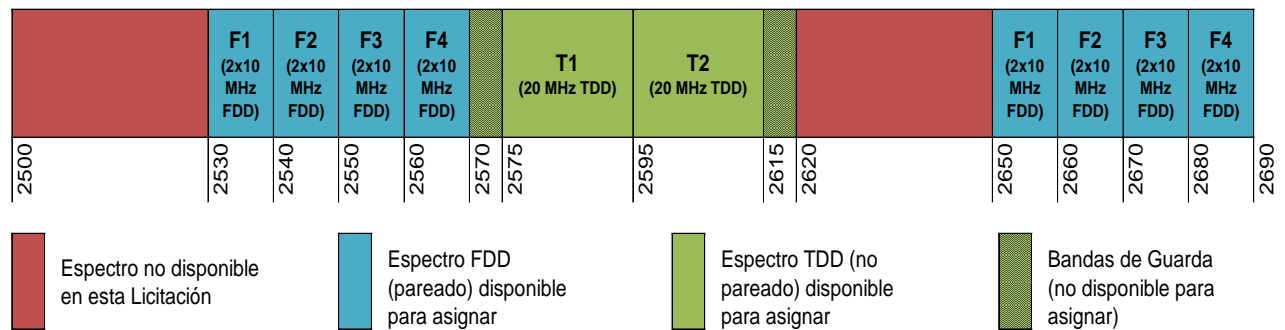 F1 F2 F3 F4 F1 F2 F3 F4
(2x10 (2x10 (2x10 (2x10 T1 T2 (2x10 (2x10 (2x10 (2x10
MHz MHz MHz MHz (20 MHz TDD) (20 MHz TDD) MHz MHz MHz MHz
FDD) FDD) FDD) FDD) FDD) FDD) FDD) FDD)
2500 2530 2540 2550 2560 2570 2575 2595 2615 2620 2650 2660 2670 2680 2690
Espectro no disponible
en esta Licitación
Espectro FDD
(pareado) disponible
para asignar
Espectro TDD (no
pareado) disponible
para asignar
Bandas de Guarda
(no disponible para
asignar)